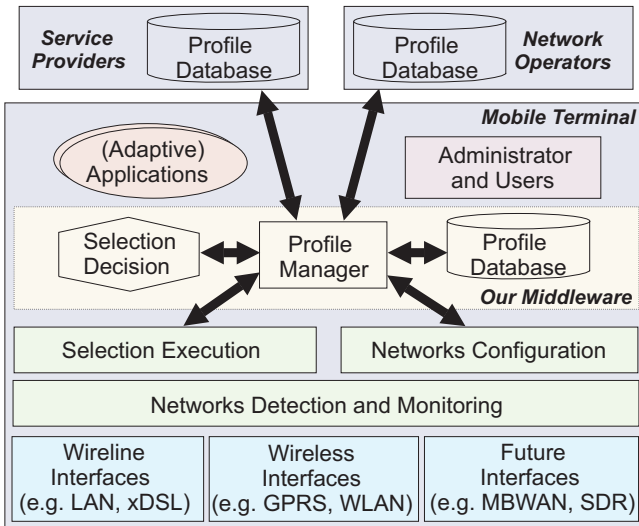 Service
Providers
Profile
Database
Profile
Database
Network
Operators
Mobile Terminal
(Adaptive)
Applications
Administrator
and Users
Selection
Decision
Profile
Manager
Profile
Database
Our Middleware
Selection Execution
Networks Configuration
Networks Detection and Monitoring
Wireline
Interfaces
(e.g. LAN, xDSL)
Wireless
Interfaces
(e.g. GPRS, WLAN)
Future
Interfaces
(e.g. MBWAN, SDR)